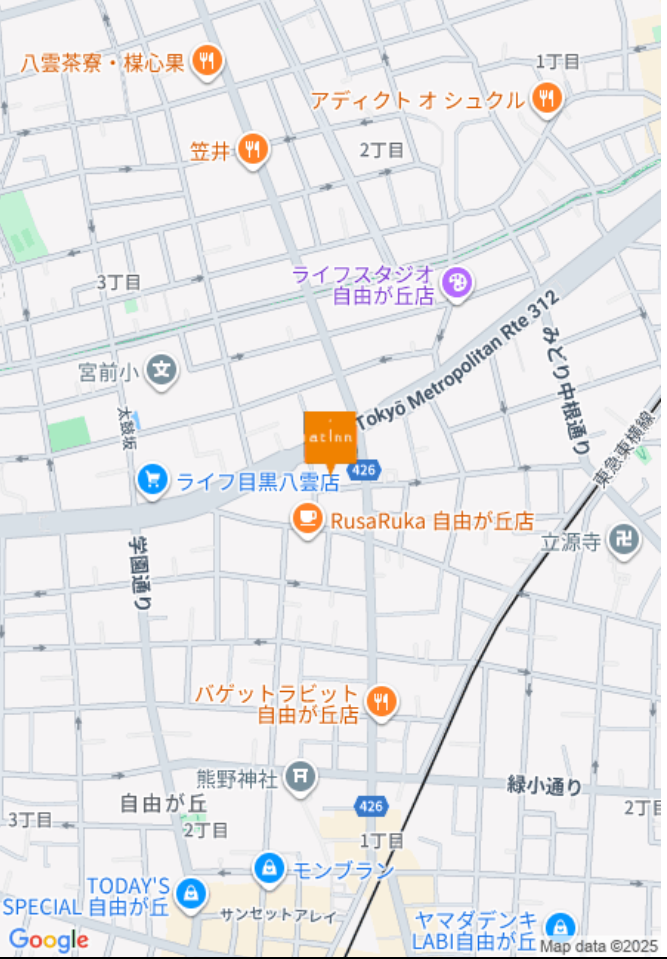 八雲茶寮・楳心果
1丁目
アディクト オ シュクル
笠井
2丁目
3丁目
ライフスタジオ
自由が丘店
Tokyō Metropolitan Rte 312
みどり中根通り
宮前小
太鼓坂
東急東横線
426
ライフ目黒八雲店
RusaRuka 自由が丘店
立源寺
学園通り
バゲットラビット
自由が丘店
熊野神社
緑小通り
自由が丘
426
2丁目
3丁目
2丁目
1丁目
モンブラン
TODAY'S
SPECIAL 自由が丘
サンセットアレイ
ヤマダデンキ
LABI自由が丘
Google
Map data ©2025